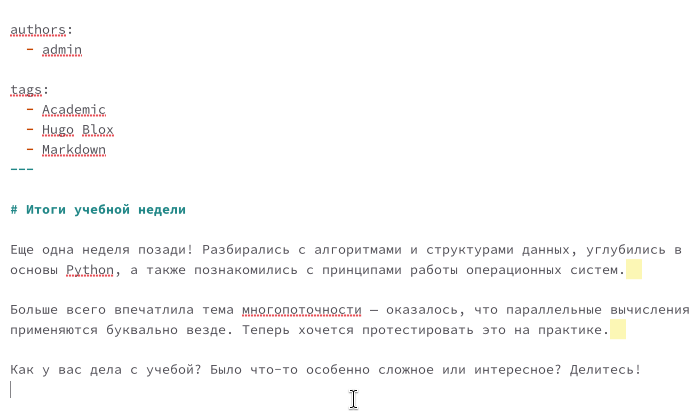 authors:
- admin
tags:
- Academic
- Hugo Blox
- Markdown
---
# Итоги учебной недели
Еще одна неделя позади! Разбирались с алгоритмами и структурами данных, углубились в
основы Python, а также познакомились с принципами работы операционных систем.
Больше всего впечатлила тема многопоточности — оказалось, что параллельные вычисления
применяются буквально везде. Теперь хочется протестировать это на практике.
Как у вас дела с учебой? Было что-то особенно сложное или интересное? Делитесь!